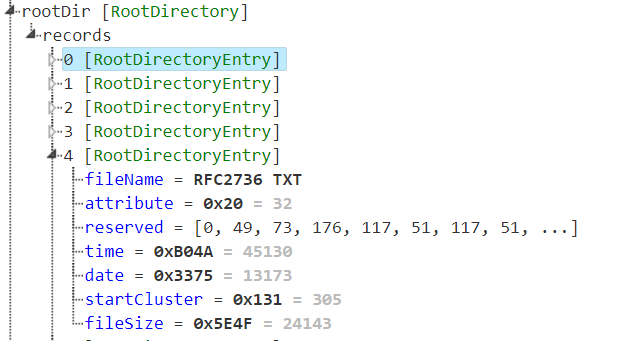 rootDir [RootDirectory]
records
0 [RootDirectoryEntry]
1 [RootDirectoryEntry]
2 [RootDirectoryEntry]
3 [RootDirectoryEntry]
4 [RootDirectoryEntry]
fileName = RFC2736 TXT
attribute = 0x20 = 32
reserved = [0, 49, 73, 176, 117, 51, 117, 51, ...]
time = 0xB04A = 45130
date = 0x3375 = 13173
startCluster = 0x131 = 305
fileSize = 0x5E4F = 24143